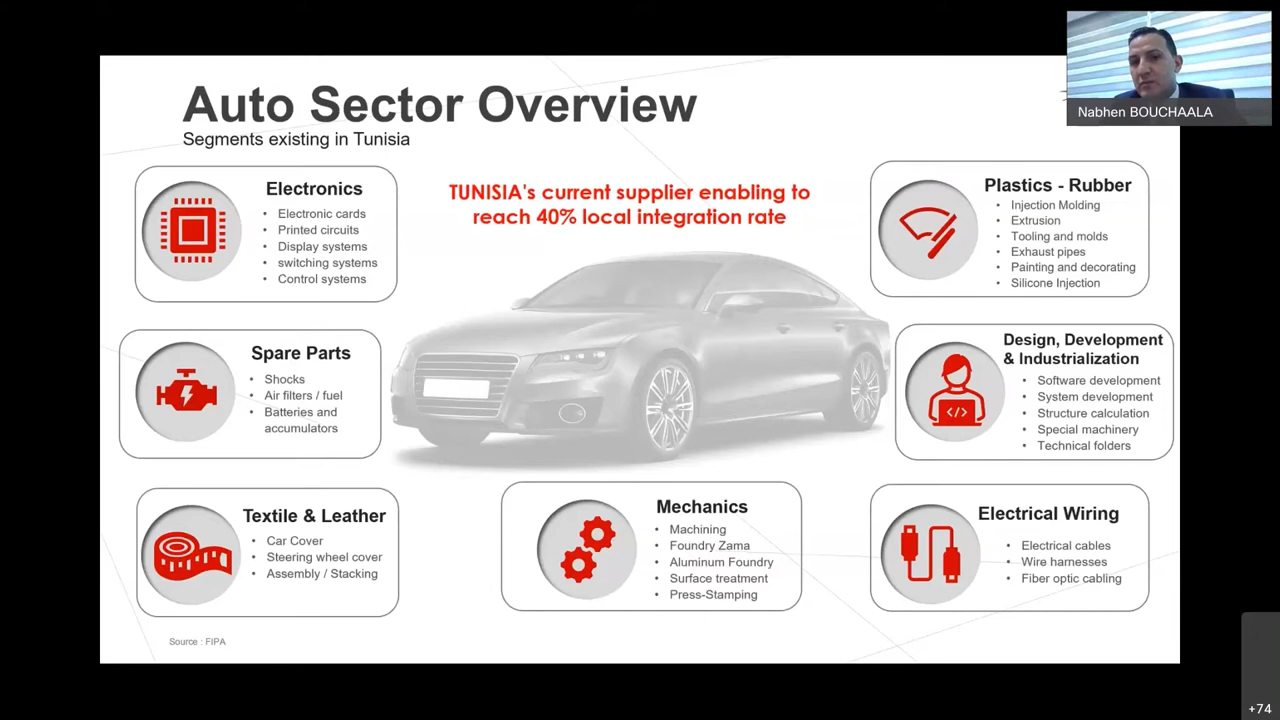 Auto Sector Overview
Segments existing in Tunisia
Nabhen BOUCHAALA
TUNISIA's current supplier enabling to
reach 40% local integration rate
Electronics
• Electronic cards
• Printed circuits
• Display systems
• switching systems
• Control systems
Plastics - Rubber
• Injection Molding
• Extrusion
• Tooling and molds
• Exhaust pipes
• Painting and decorating
• Silicone Injection
Spare Parts
• Shocks
• Air filters / fuel
• Batteries and
accumulators
Design, Development
& Industrialization
• Software development
• System development
• Structure calculation
• Special machinery
• Technical folders
Textile & Leather
• Car Cover
• Steering wheel cover
• Assembly / Stacking
Mechanics
• Machining
• Foundry Zama
• Aluminum Foundry
• Surface treatment
• Press-Stamping
Electrical Wiring
• Electrical cables
• Wire harnesses
• Fiber optic cabling
Source : FIPA
+74